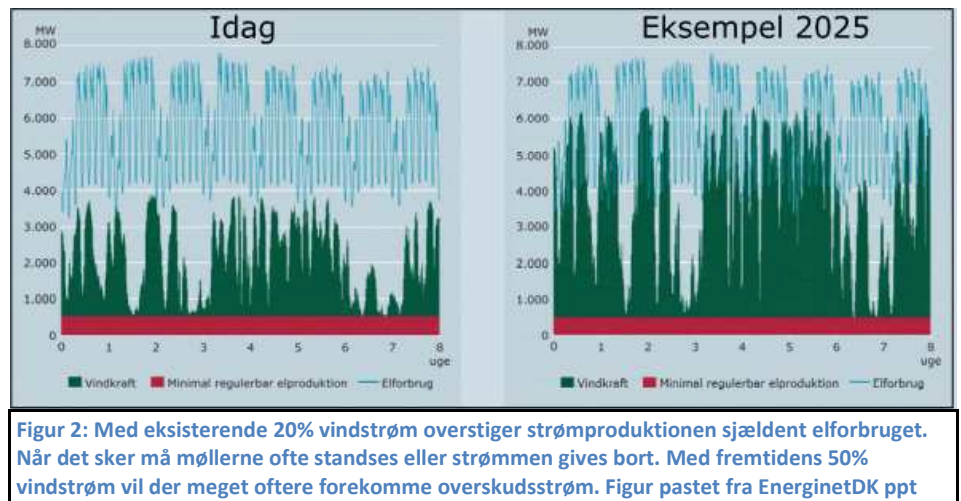 Idag
MW
8.000
7.000
6.000
5.000
4.000
3.000
2.000
1.000
0
0 1 2 3 4 5 6 7 8
uge
Vindkraft Minimal regulerbar elproduktion Elforbrug
Eksempel 2025
MW
8.000
7.000
6.000
5.000
4.000
3.000
2.000
1.000
0
0 1 2 3 4 5 6 7 8
uge
Vindkraft Minimal regulerbar elproduktion Elforbrug
Figur 2: Med eksisterende 20% vindstrøm overstiger strømproduktionen sjældent elforbruget.
Når det sker må møllerne ofte standses eller strømmen gives bort. Med fremtidens 50%
vindstrøm vil der meget oftere forekomme overskudsstrøm. Figur pastet fra EnerginetDK ppt